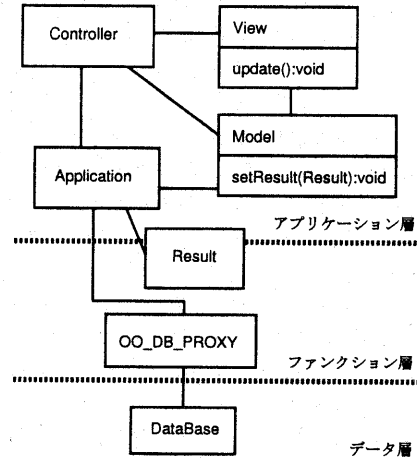 Controller
View
update():void
Model
setResult(Result):void
Application
アプリケーション層
Result
OO_DB_PROXY
ファンクション層
DataBase
データ層